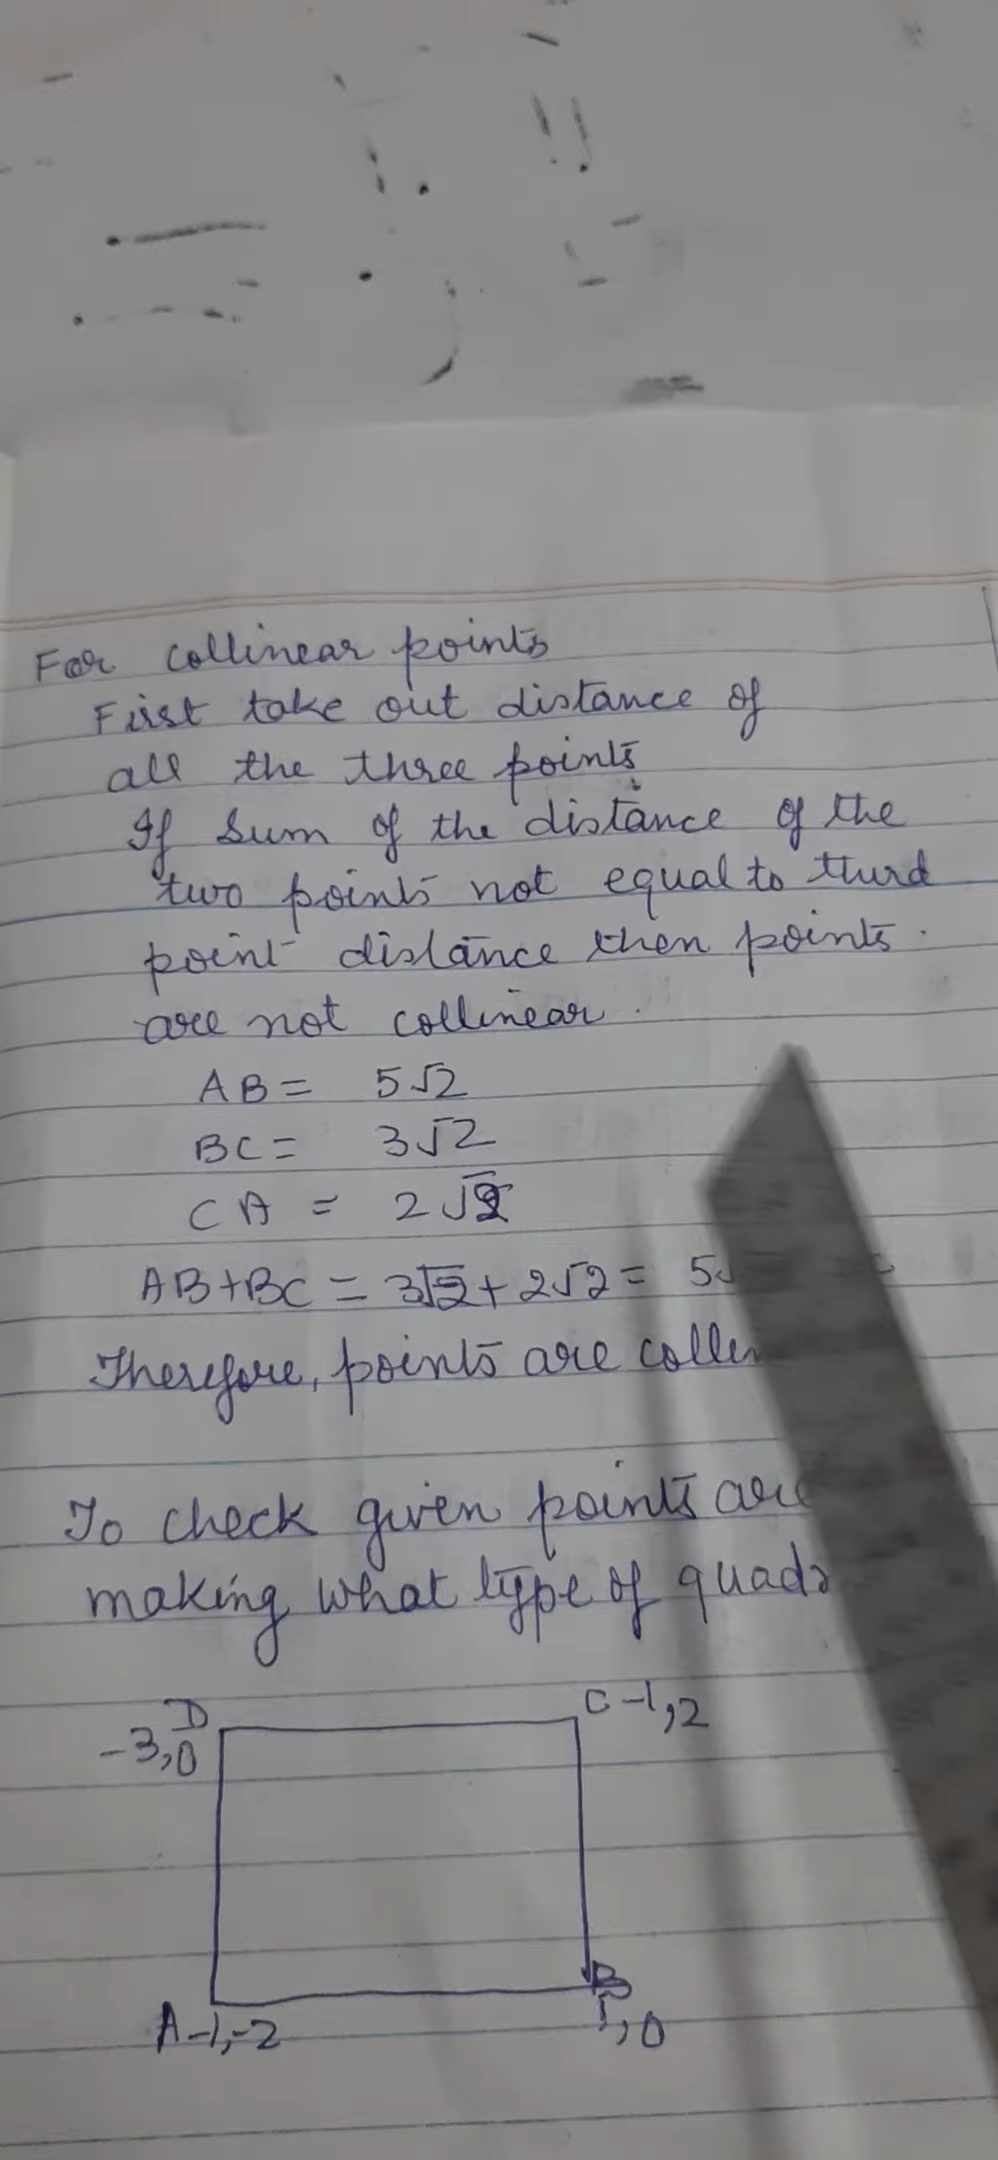 For collinear points
First take out distance of
all the three points
If Sum of the distance of the
two points not equal to third
point distance then points
are not collinear.
AB = 5√2
BC = 3√2
CA = 2√2
AB+BC = 3√2 + 2√2 = 5√
Therefore, points are colle
To check given points are
making what type of quad
D C -1,2
-3,0
B
A -1,-2 1,0